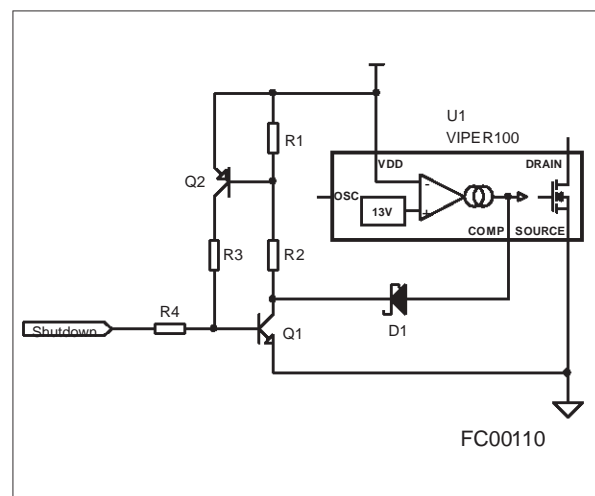 U1
VIPER100
R1
VDD
DRAIN
Q2
-
OSC
13V
+
COMP
SOURCE
R3
R2
R4
Shutdown
Q1
D1
FC00110